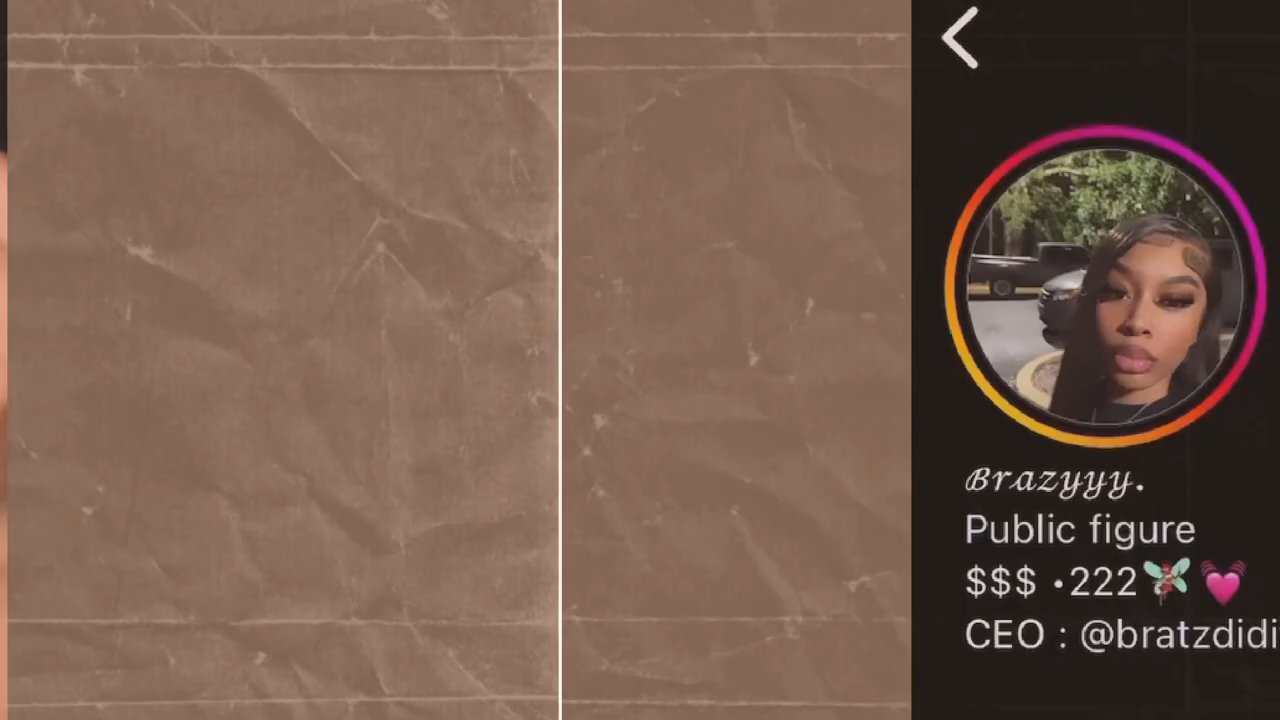 Brazyyy.
Public figure
$$$ •222🧚💓
CEO : @bratzdidi